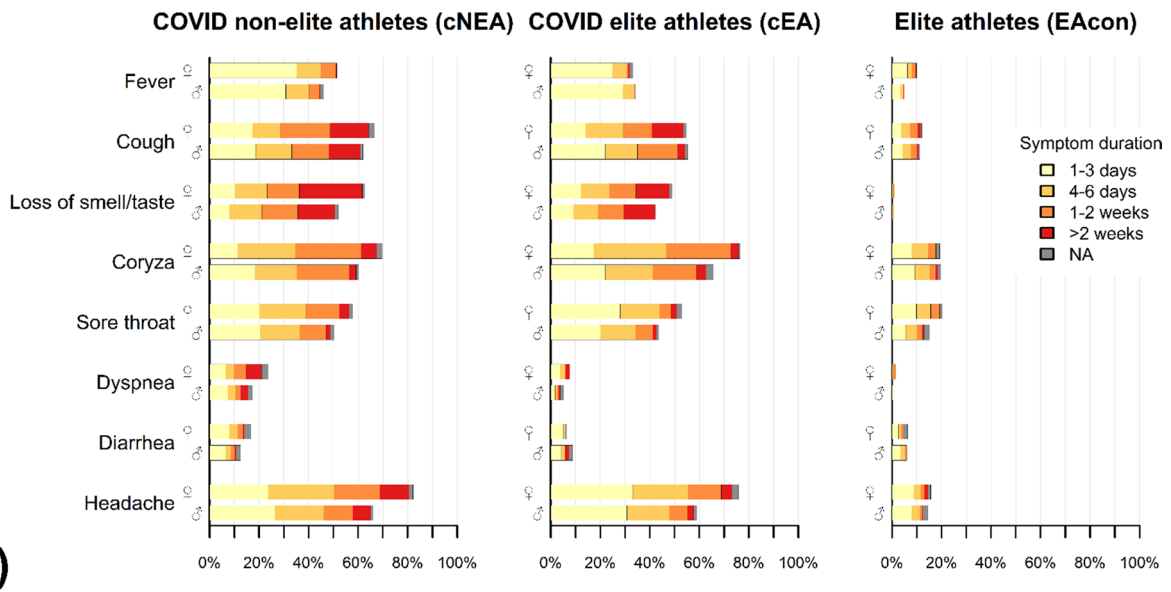 COVID non-elite athletes (cNEA) COVID elite athletes (cEA) Elite athletes (EAcon)
Fever ♀ ♀ ♀
♂ ♂ ♂
Cough ♀ ♀ ♀
♂ ♂ ♂
Loss of smell/taste ♀ ♀ ♀
♂ ♂ ♂
Coryza ♀ ♀ ♀
♂ ♂ ♂
Sore throat ♀ ♀ ♀
♂ ♂ ♂
Dyspnea ♀ ♀ ♀
♂ ♂ ♂
Diarrhea ♀ ♀ ♀
♂ ♂ ♂
Headache ♀ ♀ ♀
♂ ♂ ♂
Symptom duration
1-3 days
4-6 days
1-2 weeks
>2 weeks
NA
0% 20% 40% 60% 80% 100% 0% 20% 40% 60% 80% 100% 0% 20% 40% 60% 80% 100%
)